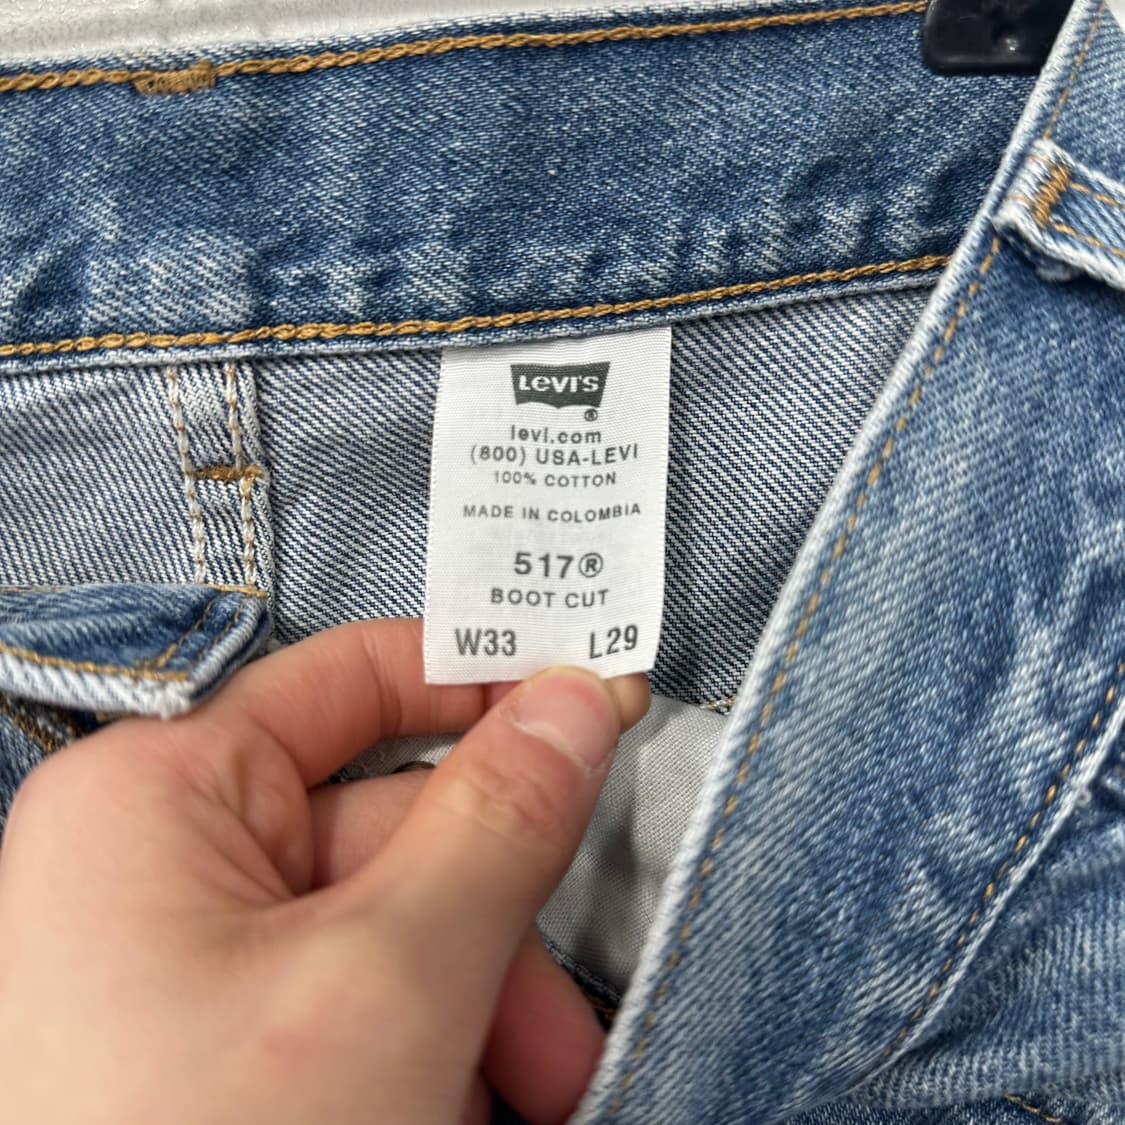 LEVI'S
®
levi.com
(800) USA-LEVI
100% COTTON
MADE IN COLOMBIA
517®
BOOT CUT
W33 L29